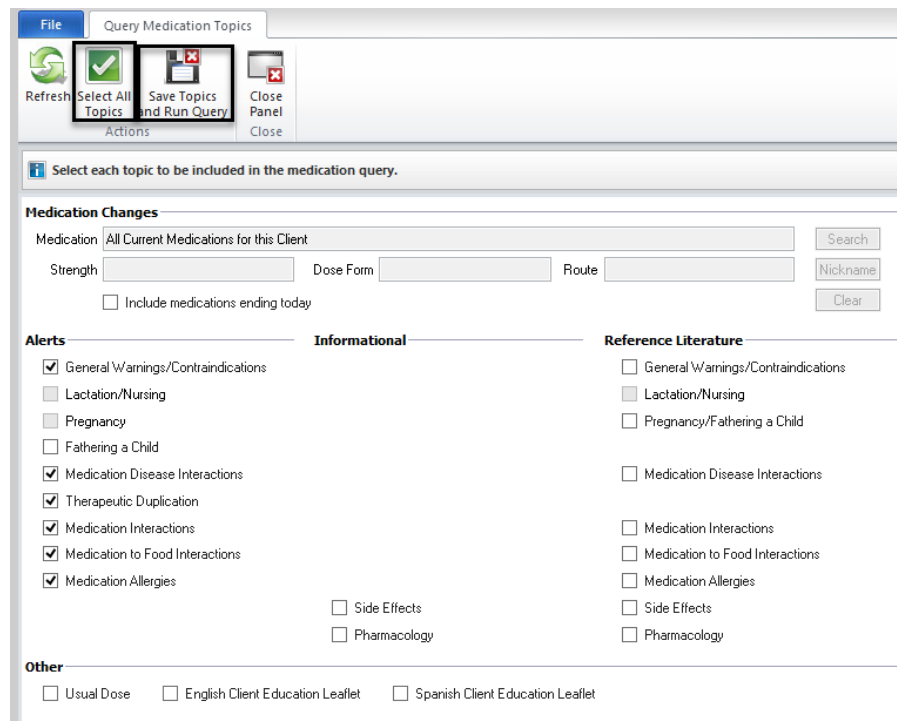 File Query Medication Topics
Refresh Select All Topics Save Topics and Run Query Close Panel
Actions Close
Select each topic to be included in the medication query.
Medication Changes
Medication All Current Medications for this Client Search
Strength Dose Form Route Nickname
Include medications ending today Clear
Alerts Informational Reference Literature
General Warnings/Contraindications General Warnings/Contraindications
Lactation/Nursing Lactation/Nursing
Pregnancy Pregnancy/Fathering a Child
Fathering a Child
Medication Disease Interactions Medication Disease Interactions
Therapeutic Duplication
Medication Interactions Medication Interactions
Medication to Food Interactions Medication to Food Interactions
Medication Allergies Medication Allergies
Side Effects Side Effects
Pharmacology Pharmacology
Other
Usual Dose English Client Education Leaflet Spanish Client Education Leaflet